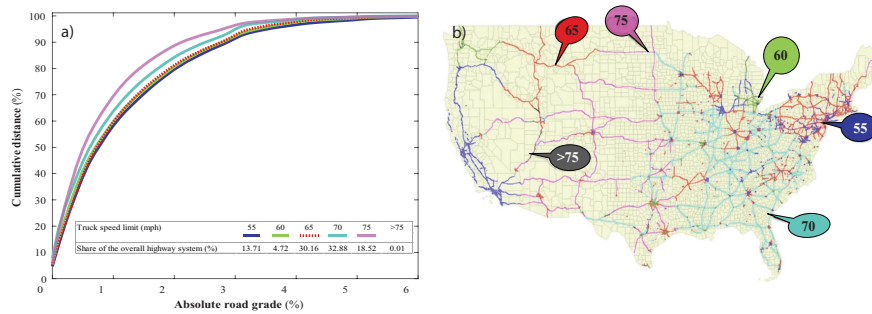 a)
Cumulative distance (%)
100
90
80
70
60
50
40
30
20
10
0
Truck speed limit (mph) 55 60 65 70 75 >75
Share of the overall highway system (%) 13.71 4.72 30.16 32.88 18.52 0.01
0 1 2 3 4 5 6
Absolute road grade (%)
b)
65
75
60
55
>75
70